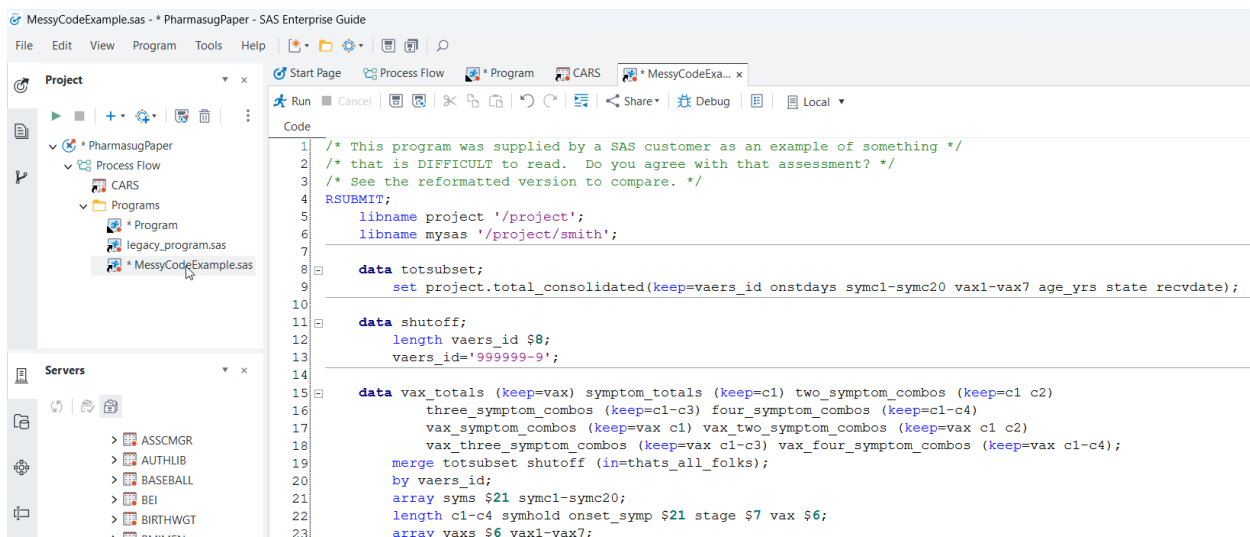 MessyCodeExample.sas - * PharmasugPaper - SAS Enterprise Guide
File Edit View Program Tools Help
Project
* PharmasugPaper
Process Flow
CARS
Programs
* Program
legacy_program.sas
* MessyCodeExample.sas
Servers
ASSCMGR
AUTHLIB
BASEBALL
BEI
BIRTHWGT
Start Page Process Flow * Program CARS * MessyCodeExa... ×
Run Cancel Share Debug Local
Code
1 /* This program was supplied by a SAS customer as an example of something */
2 /* that is DIFFICULT to read.  Do you agree with that assessment? */
3 /* See the reformatted version to compare. */
4 RSUBMIT;
5     libname project '/project';
6     libname mysas '/project/smith';
7
8     data totsubset;
9         set project.total_consolidated(keep=vaers_id onstdays symc1-symc20 vax1-vax7 age_yrs state recvdate);
10
11     data shutoff;
12         length vaers_id $8;
13         vaers_id='999999-9';
14
15     data vax_totals (keep=vax) symptom_totals (keep=c1) two_symptom_combos (keep=c1 c2)
16             three_symptom_combos (keep=c1-c3) four_symptom_combos (keep=c1-c4)
17             vax_symptom_combos (keep=vax c1) vax_two_symptom_combos (keep=vax c1 c2)
18             vax_three_symptom_combos (keep=vax c1-c3) vax_four_symptom_combos (keep=vax c1-c4);
19         merge totsubset shutoff (in=thats_all_folks);
20         by vaers_id;
21         array syms $21 symc1-symc20;
22         length c1-c4 symhold onset_symp $21 stage $7 vax $6;
23         array vaxs $6 vax1-vax7;